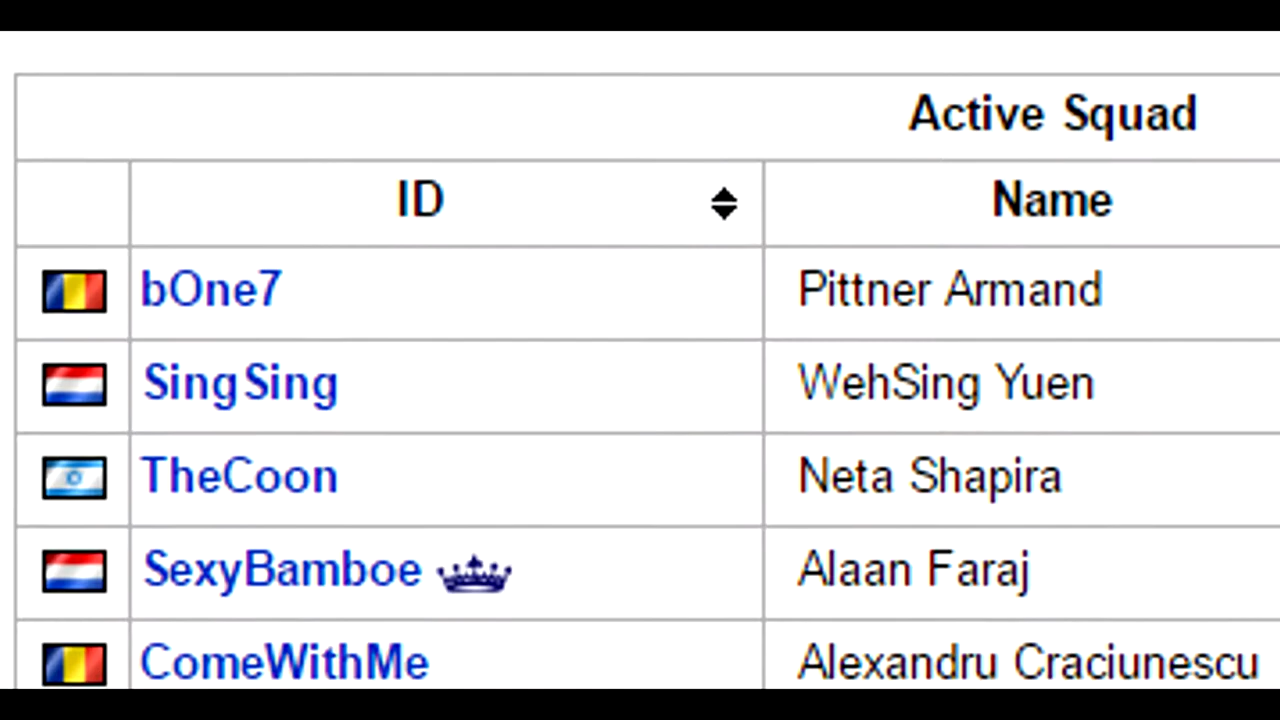 Active Squad
ID Name
bOne7 Pittner Armand
SingSing WehSing Yuen
TheCoon Neta Shapira
SexyBamboe Alaan Faraj
ComeWithMe Alexandru Craciunescu